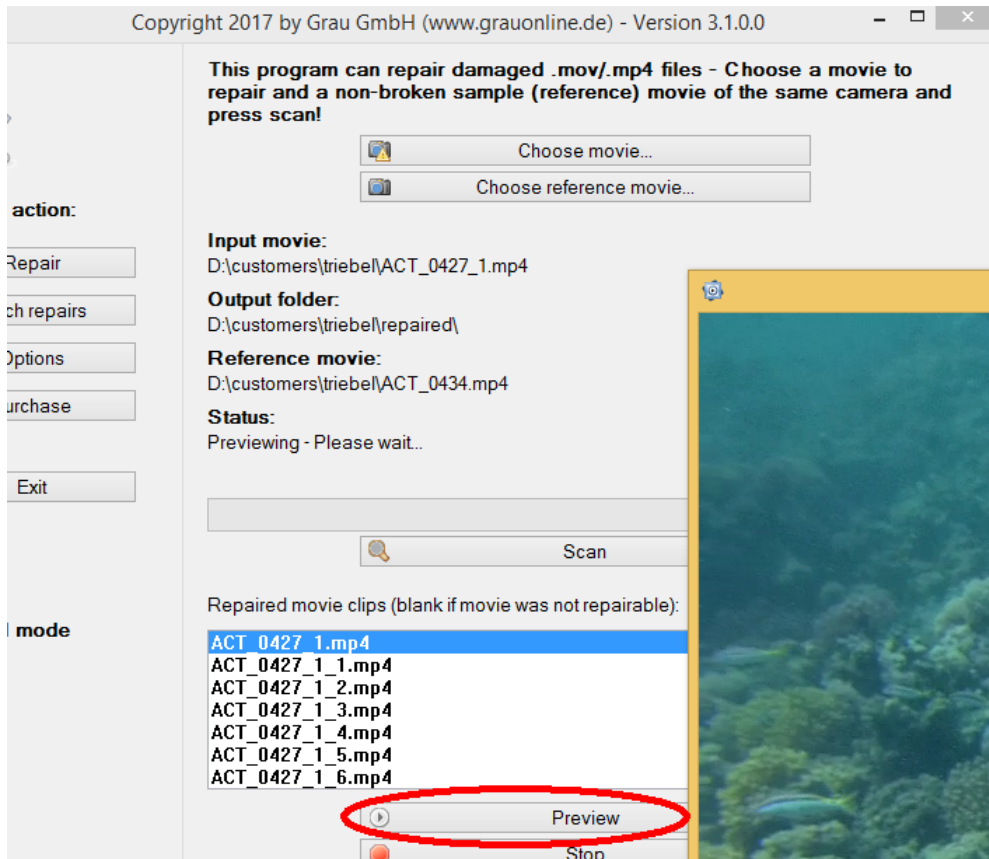 Copyright 2017 by Grau GmbH (www.grauonline.de) - Version 3.1.0.0
This program can repair damaged .mov/.mp4 files - Choose a movie to
repair and a non-broken sample (reference) movie of the same camera and
press scan!
Choose movie...
Choose reference movie...
action:
Repair
ch repairs
Options
urchase
Exit
mode
Input movie:
D:\customers\triebel\ACT_0427_1.mp4
Output folder:
D:\customers\triebel\repaired\
Reference movie:
D:\customers\triebel\ACT_0434.mp4
Status:
Previewing - Please wait...
Scan
Repaired movie clips (blank if movie was not repairable):
ACT_0427_1.mp4
ACT_0427_1_1.mp4
ACT_0427_1_2.mp4
ACT_0427_1_3.mp4
ACT_0427_1_4.mp4
ACT_0427_1_5.mp4
ACT_0427_1_6.mp4
Preview
Stop